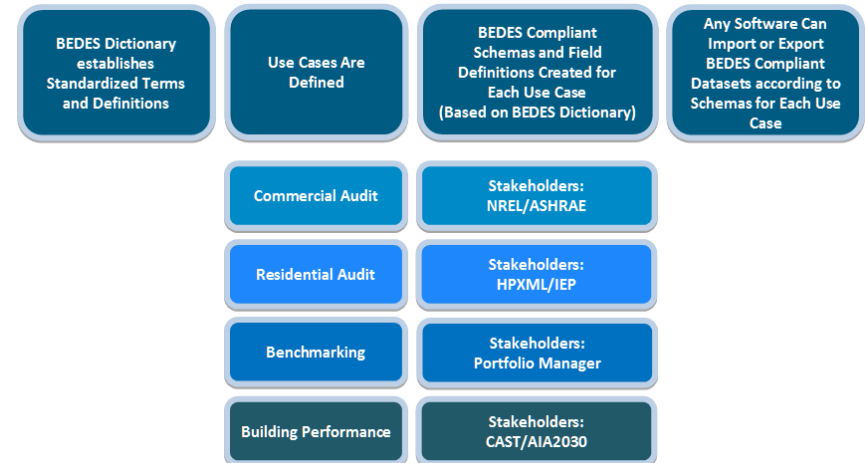 BEDES Dictionary
establishes
Standardized Terms
and Definitions
Use Cases Are
Defined
BEDES Compliant
Schemas and Field
Definitions Created for
Each Use Case
(Based on BEDES Dictionary)
Any Software Can
Import or Export
BEDES Compliant
Datasets according to
Schemas for Each Use
Case
Commercial Audit
Stakeholders:
NREL/ASHRAE
Residential Audit
Stakeholders:
HPXML/IEP
Benchmarking
Stakeholders:
Portfolio Manager
Building Performance
Stakeholders:
CAST/AIA2030